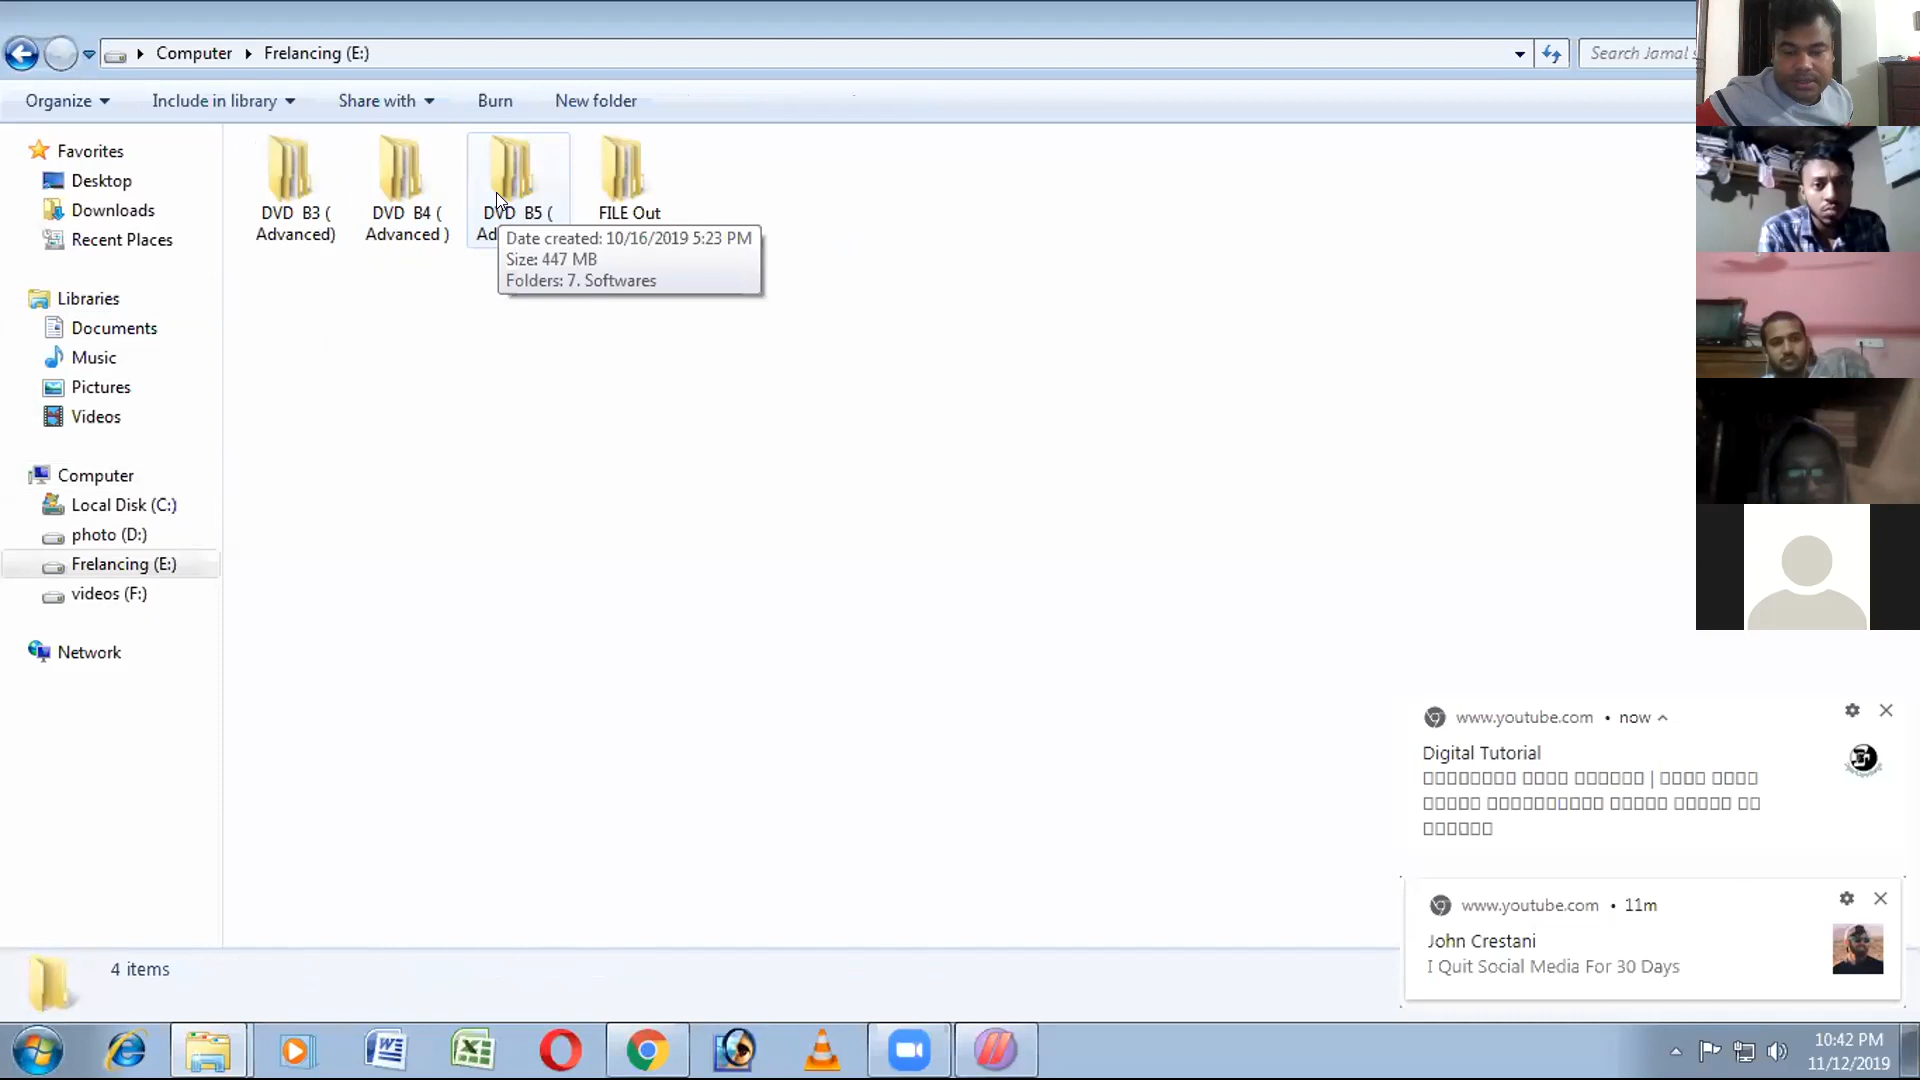 Computer
Frelancing (E:)
Search Jamal
Organize
Include in library
Share with
Burn
New folder
Favorites
Desktop
Downloads
Recent Places
Libraries
Documents
Music
Pictures
Videos
Computer
Local Disk (C:)
photo (D:)
Frelancing (E:)
videos (F:)
Network
DVD B3 (
Advanced)
DVD B4 (
Advanced )
DVD B5 (
FILE Out
Date created: 10/16/2019 5:23 PM
Size: 447 MB
Folders: 7. Softwares
www.youtube.com • now
Digital Tutorial
www.youtube.com • 11m
John Crestani
I Quit Social Media For 30 Days
4 items
10:42 PM
11/12/2019